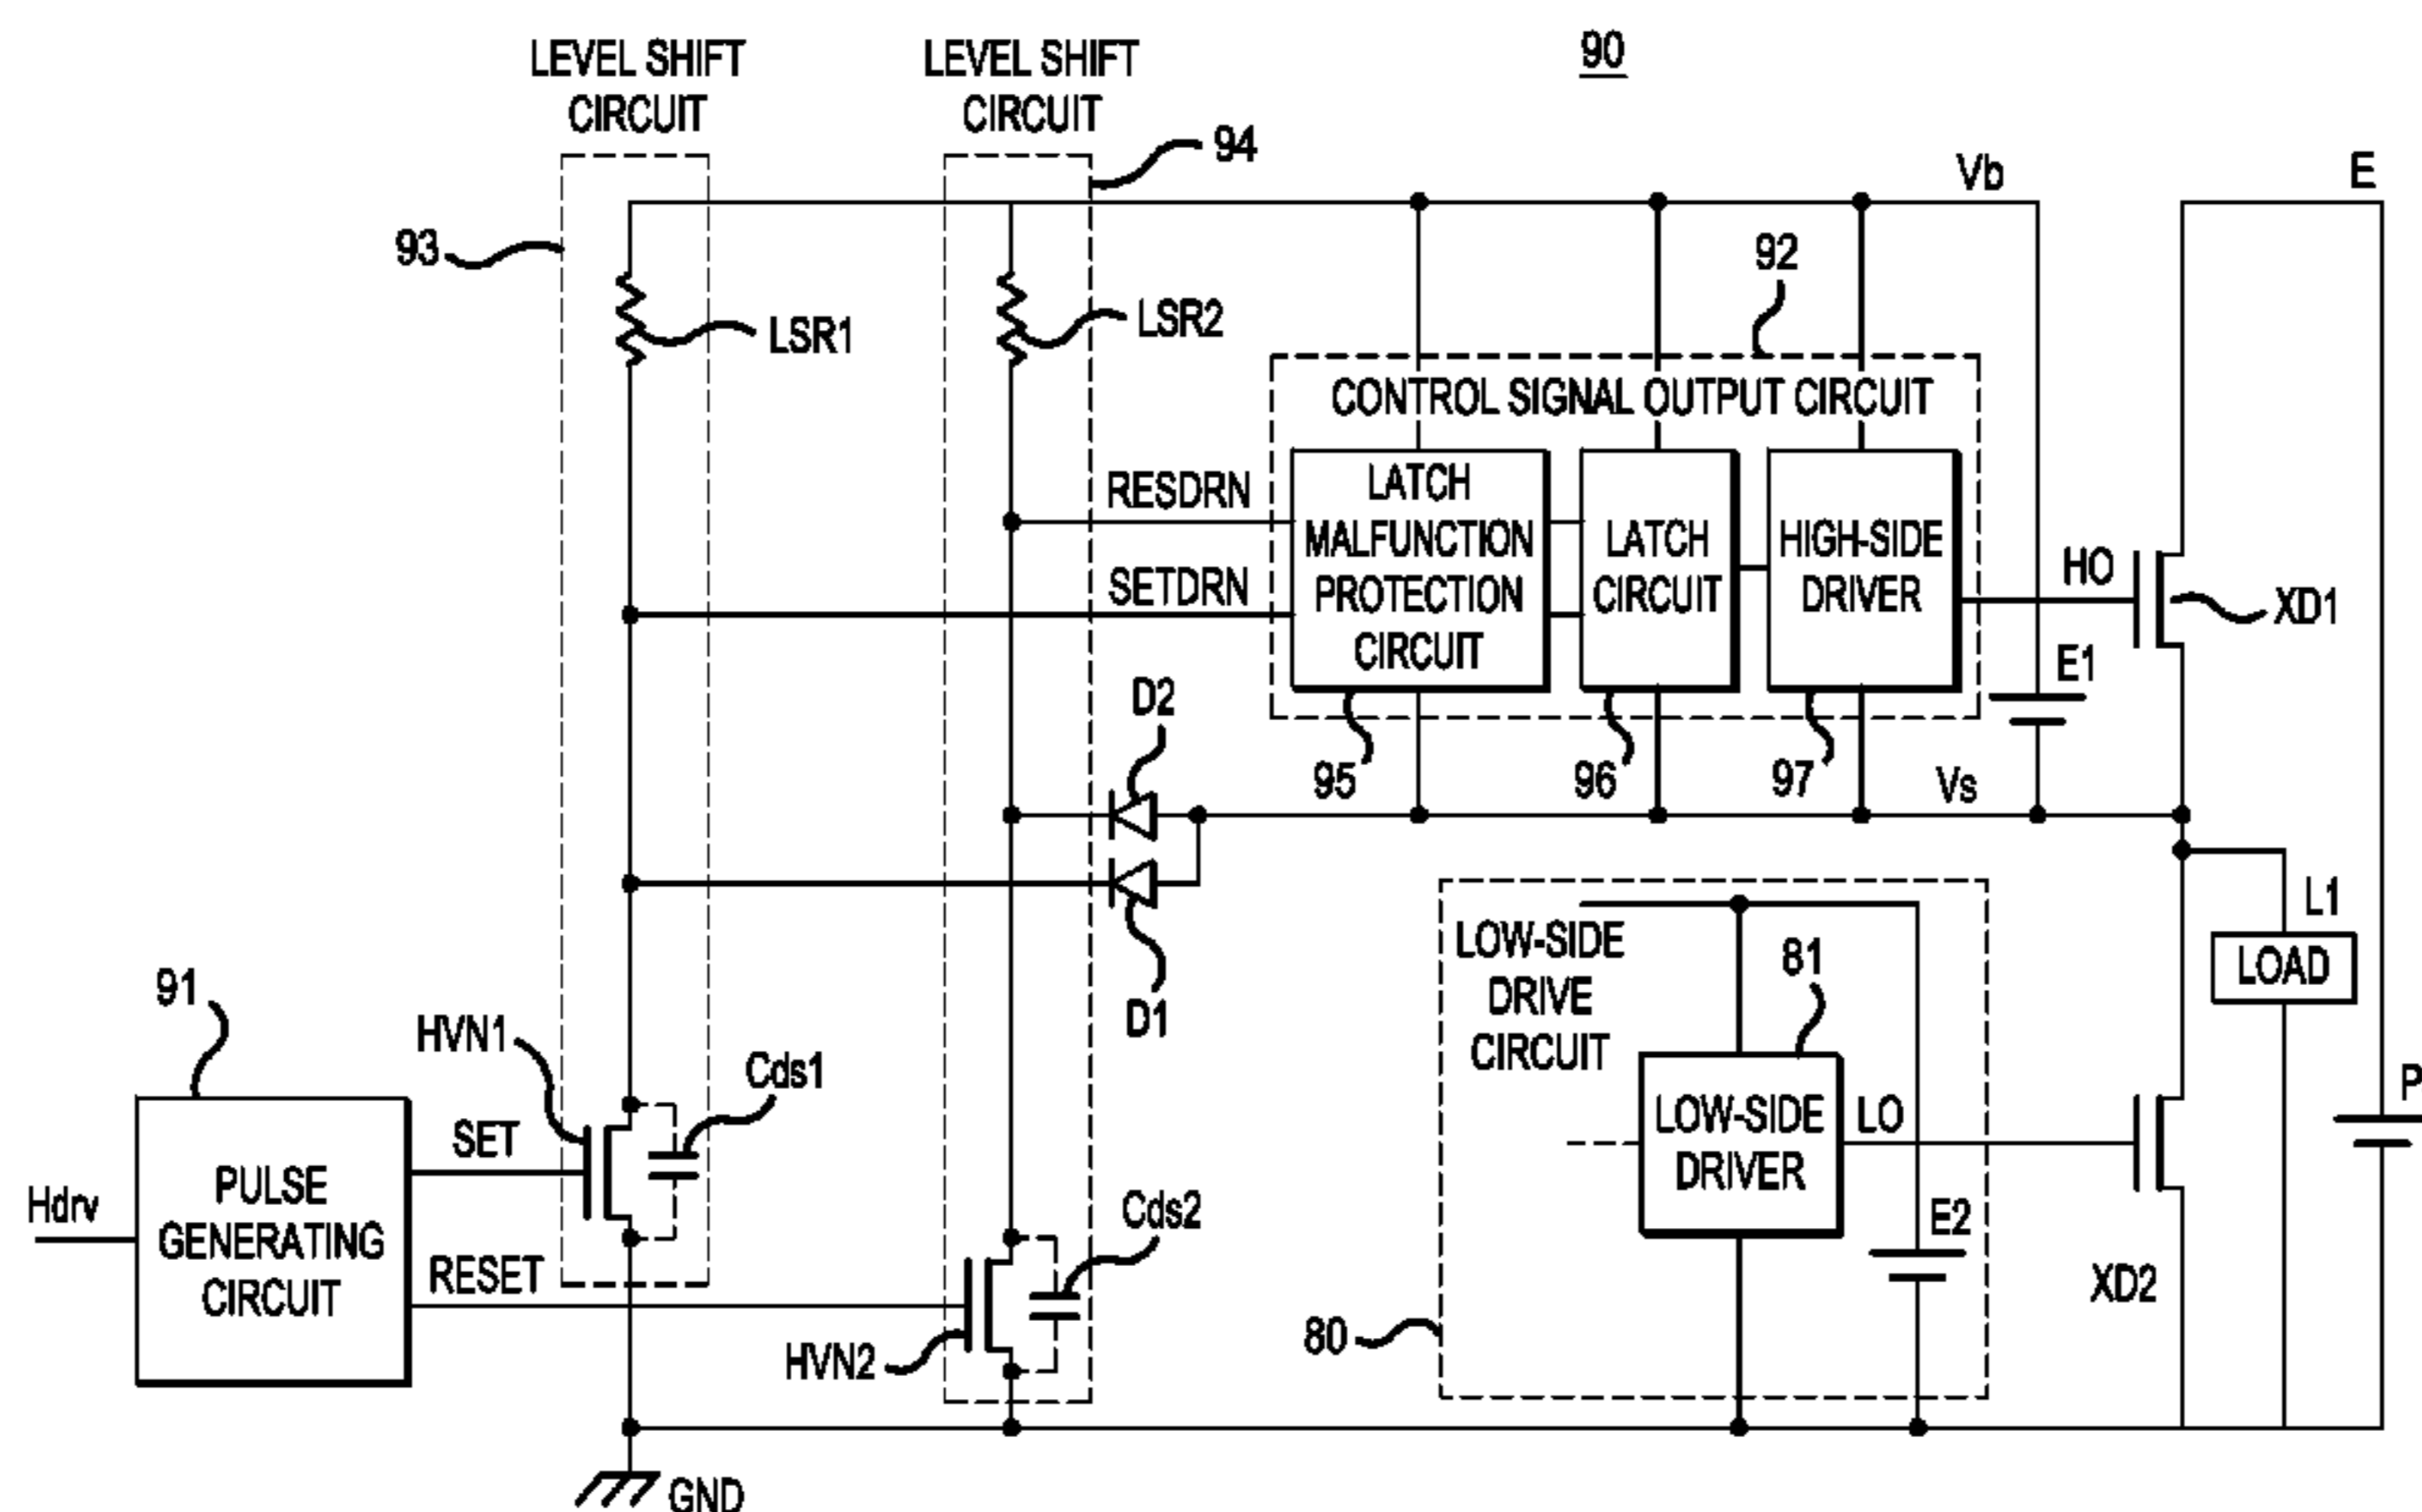 90
LEVEL SHIFT
CIRCUIT
LEVEL SHIFT
CIRCUIT
94
Vb
E
93
92
LSR1
LSR2
CONTROL SIGNAL OUTPUT CIRCUIT
RESDRN
SETDRN
LATCH
MALFUNCTION
PROTECTION
CIRCUIT
LATCH
CIRCUIT
HIGH-SIDE
DRIVER
HO
XD1
E1
D2
95
96
97
Vs
D1
L1
LOAD
LOW-SIDE
DRIVE
CIRCUIT
81
91
HVN1
Cds1
SET
PULSE
GENERATING
CIRCUIT
Hdrv
RESET
HVN2
Cds2
LOW-SIDE
DRIVER
LO
E2
XD2
P
80
GND